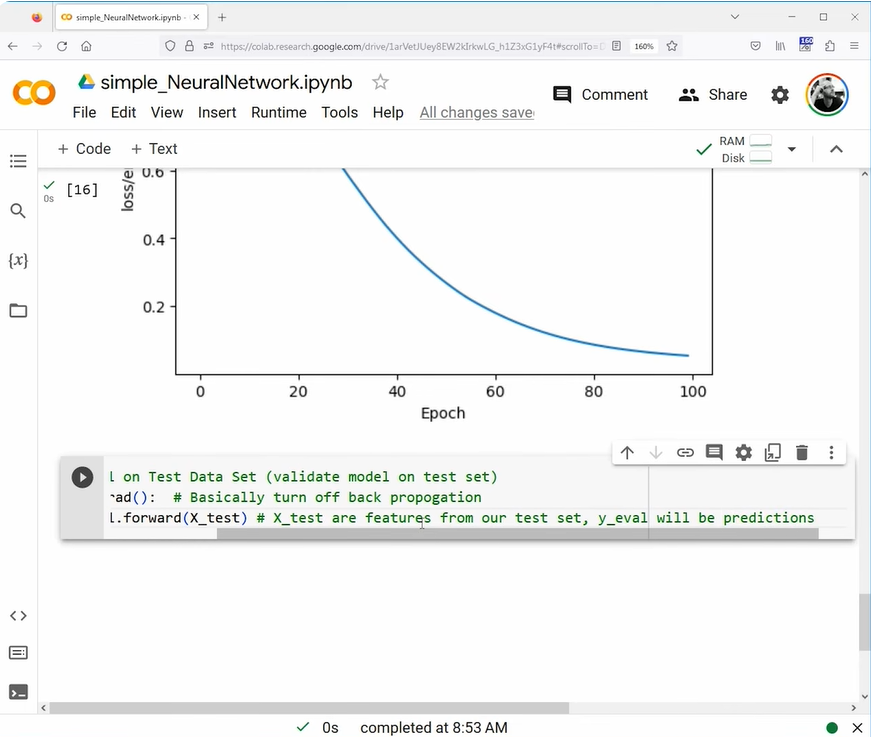 simple_NeuralNetwork.ipynb -
https://colab.research.google.com/drive/1arVetJUey8EW2kIrkwLG_h1Z3xG1yF4t#scrollTo=
160%
160
CO simple_NeuralNetwork.ipynb
File Edit View Insert Runtime Tools Help All changes save
Comment Share
+ Code + Text
RAM
Disk
0s [16]
loss/e
0.6
0.4
0.2
0 20 40 60 80 100
Epoch
{x}
l on Test Data Set (validate model on test set)
rad(): # Basically turn off back propogation
l.forward(X_test) # X_test are features from our test set, y_eval will be predictions
0s completed at 8:53 AM